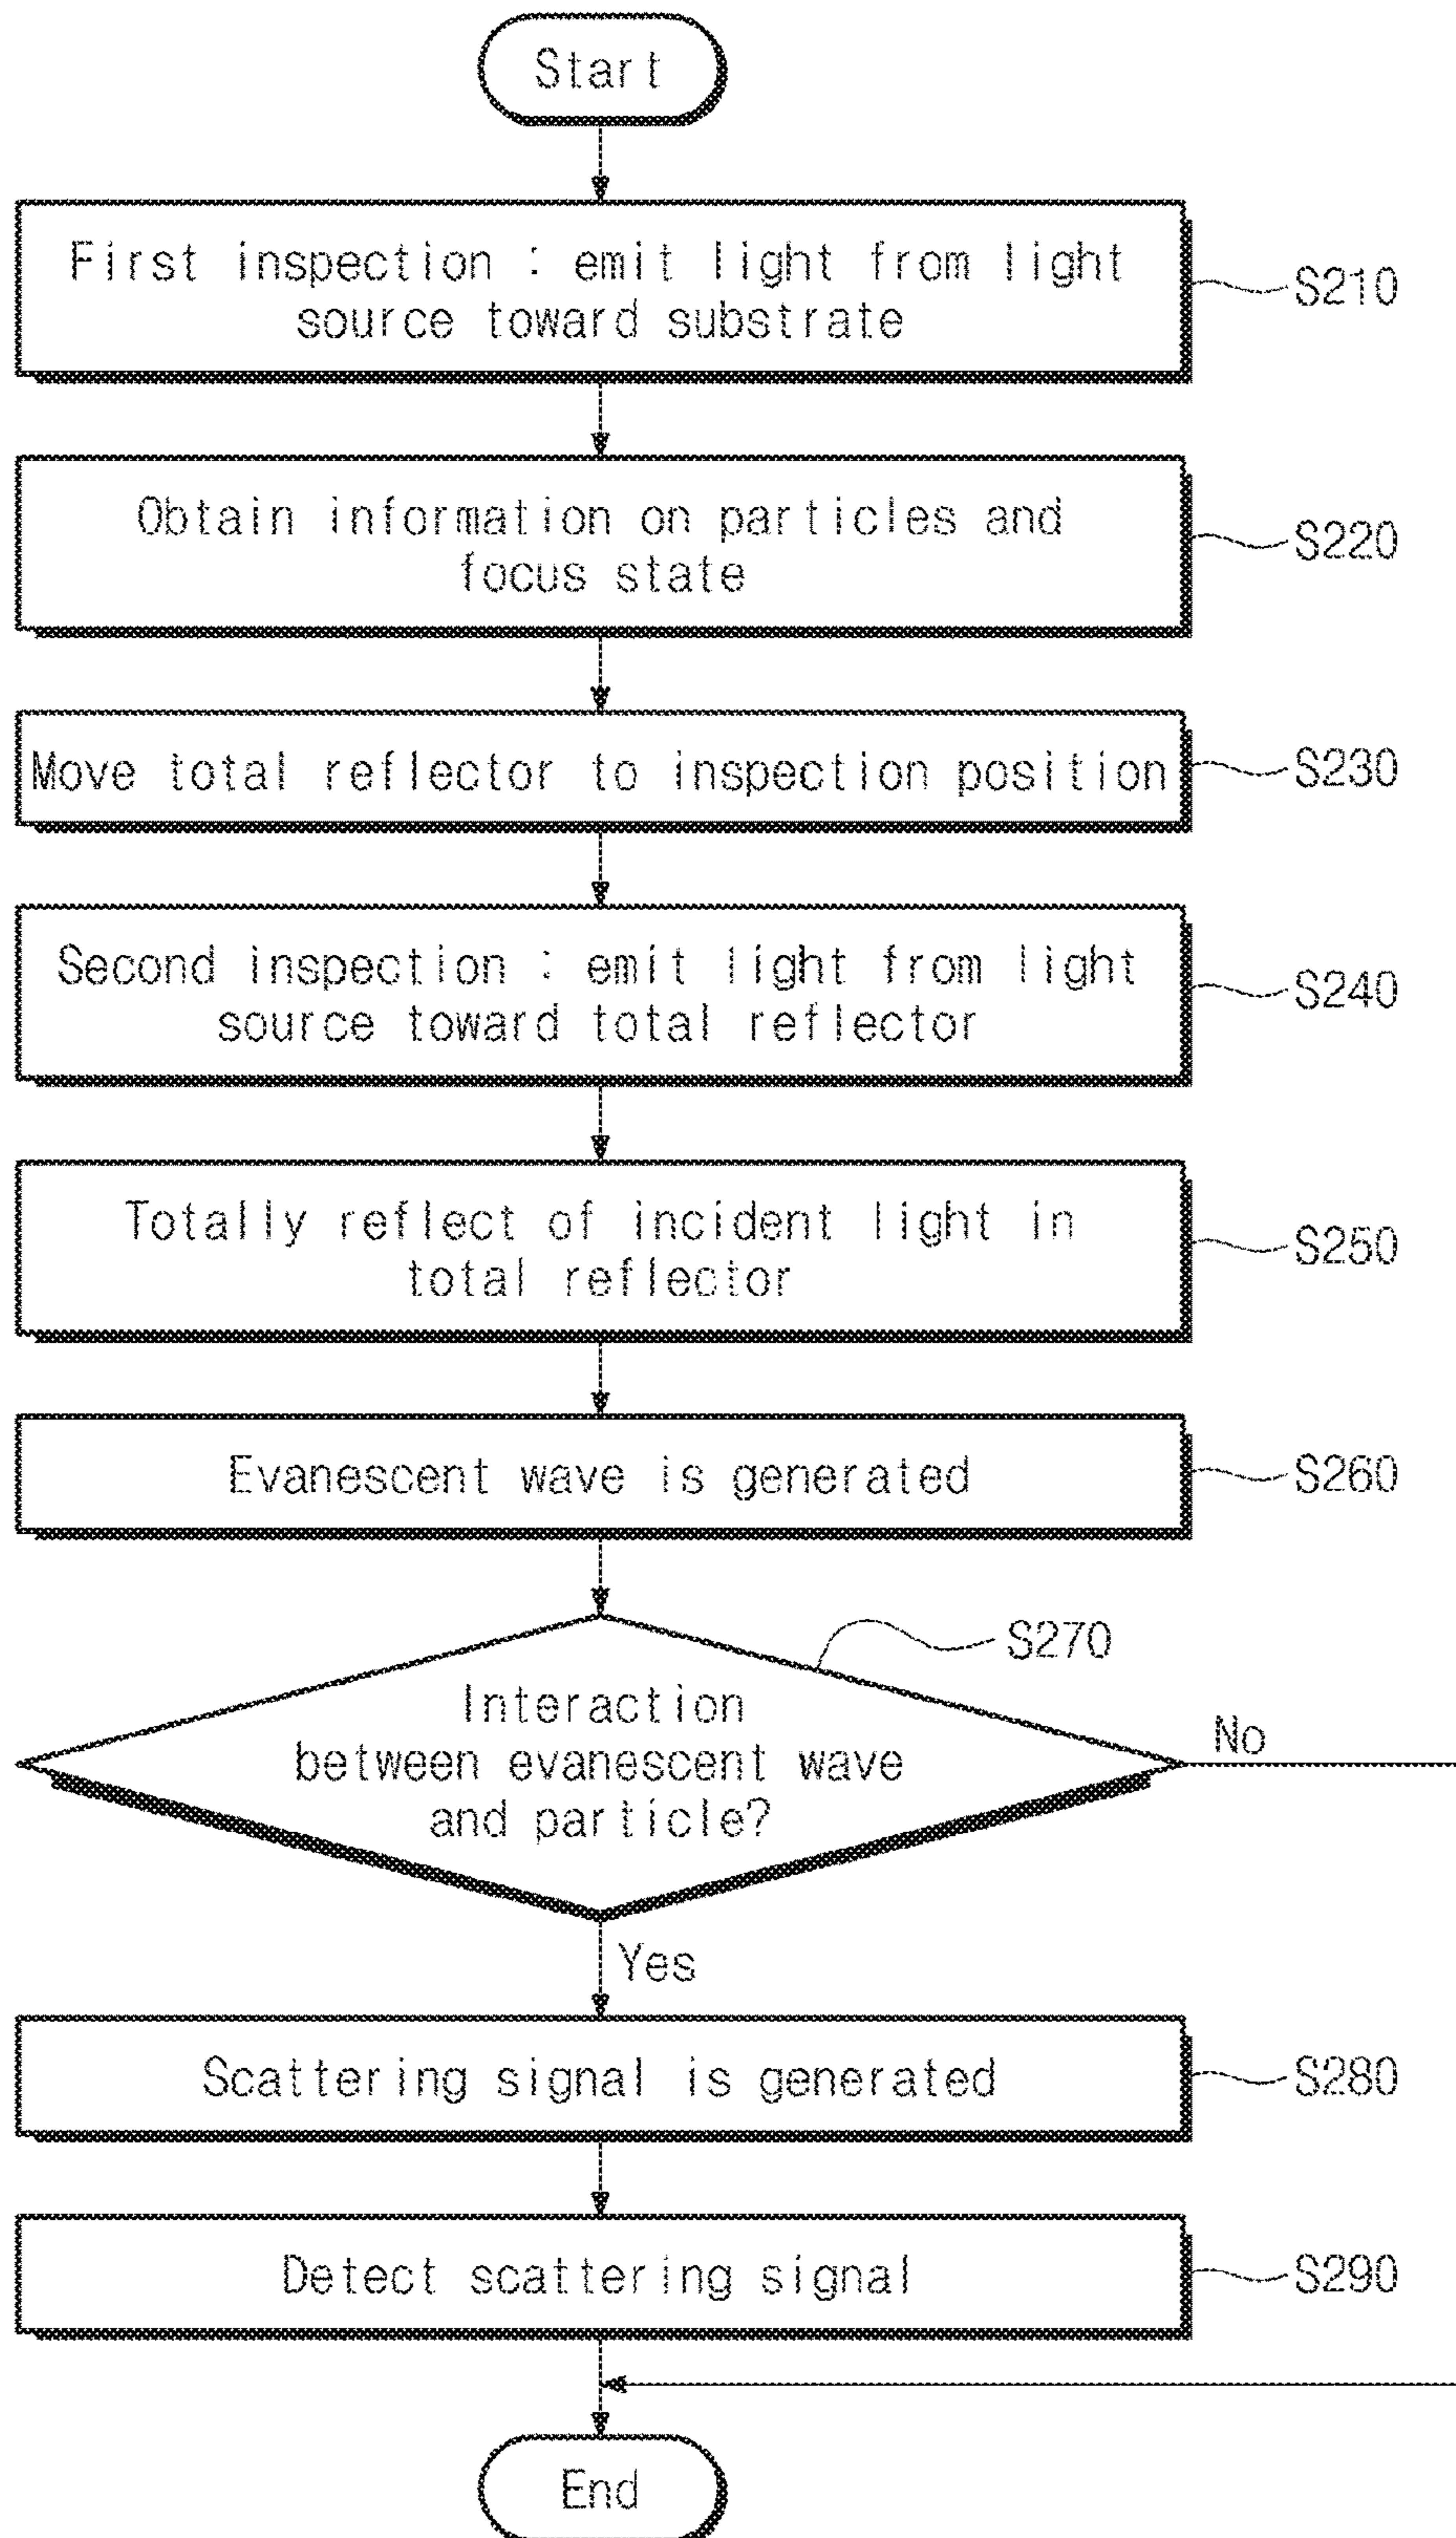 Start
First inspection : emit light from light
source toward substrate
S210
Obtain information on particles and
focus state
S220
Move total reflector to inspection position
S230
Second inspection : emit light from light
source toward total reflector
S240
Totally reflect of incident light in
total reflector
S250
Evanescent wave is generated
S260
S270
Interaction
between evanescent wave
and particle?
No
Yes
Scattering signal is generated
S280
Detect scattering signal
S290
End